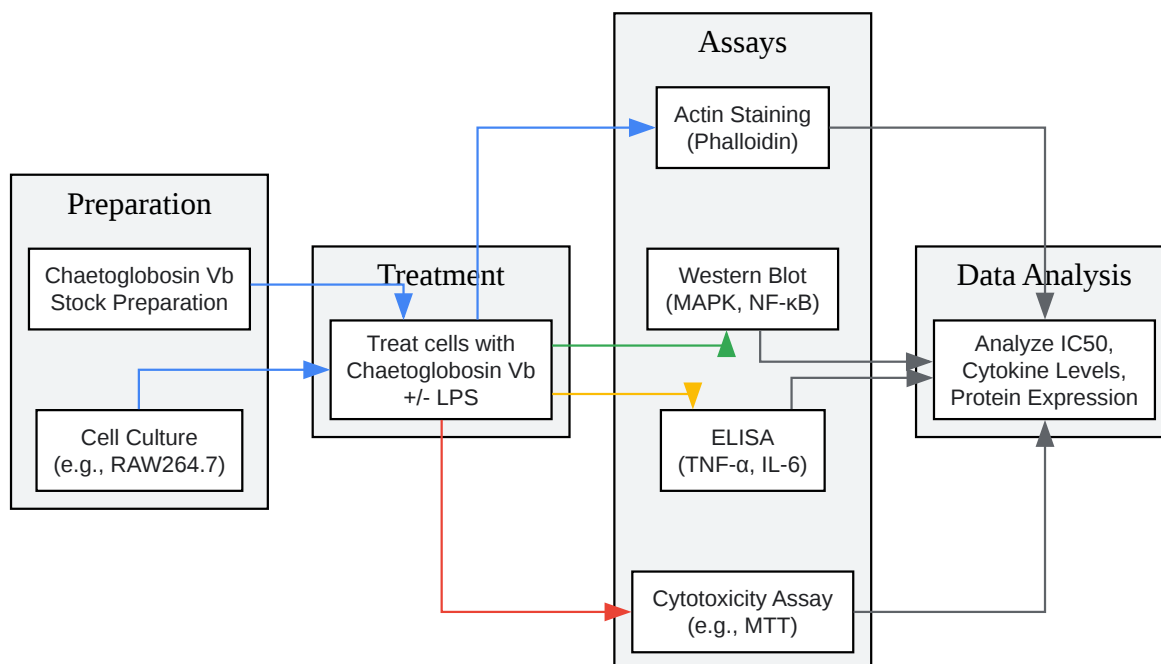 Preparation
Chaetoglobosin Vb
Stock Preparation
Cell Culture
(e.g., RAW264.7)
Treatment
Treat cells with
Chaetoglobosin Vb
+/- LPS
Assays
Actin Staining
(Phalloidin)
Western Blot
(MAPK, NF-κB)
ELISA
(TNF-α, IL-6)
Cytotoxicity Assay
(e.g., MTT)
Data Analysis
Analyze IC50,
Cytokine Levels,
Protein Expression